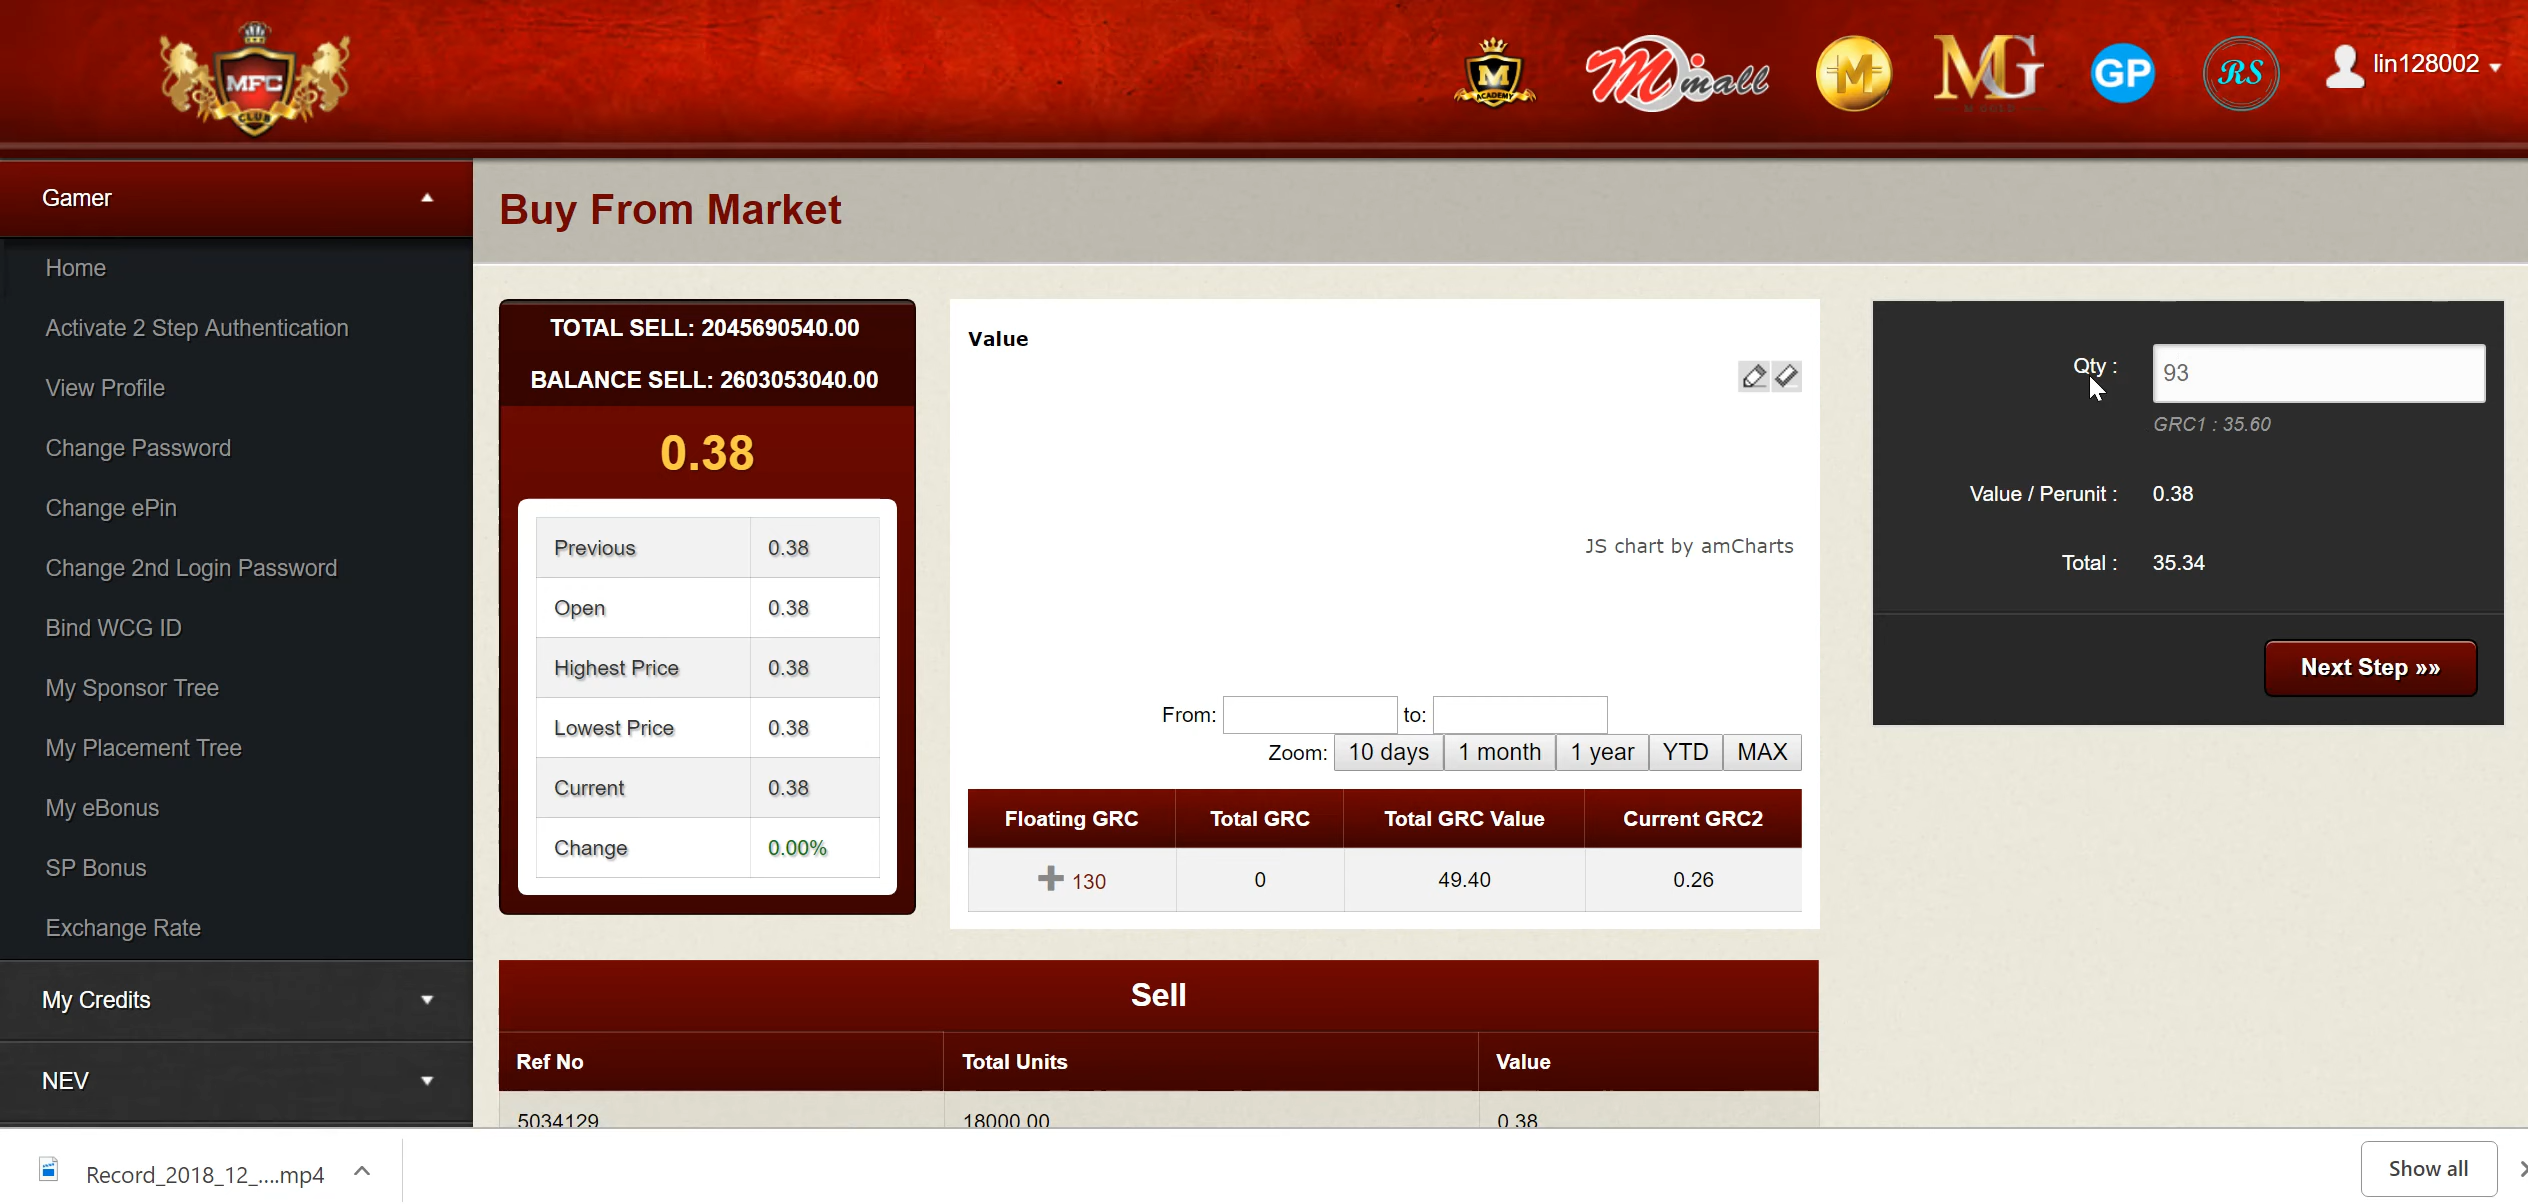 MFC
CLUB
M
ACADEMY
Mmall
M
MG
GP
RS
lin128002
Gamer
Home
Activate 2 Step Authentication
View Profile
Change Password
Change ePin
Change 2nd Login Password
Bind WCG ID
My Sponsor Tree
My Placement Tree
My eBonus
SP Bonus
Exchange Rate
My Credits
NEV
Buy From Market
TOTAL SELL: 2045690540.00
BALANCE SELL: 2603053040.00
0.38
Previous 0.38
Open 0.38
Highest Price 0.38
Lowest Price 0.38
Current 0.38
Change 0.00%
Value
JS chart by amCharts
From: to:
Zoom: 10 days 1 month 1 year YTD MAX
Floating GRC Total GRC Total GRC Value Current GRC2
130 0 49.40 0.26
Qty : 93
GRC1 : 35.60
Value / Perunit : 0.38
Total : 35.34
Next Step »»
Sell
Ref No Total Units Value
5034129 18000.00 0.38
Record_2018_12_....mp4
Show all